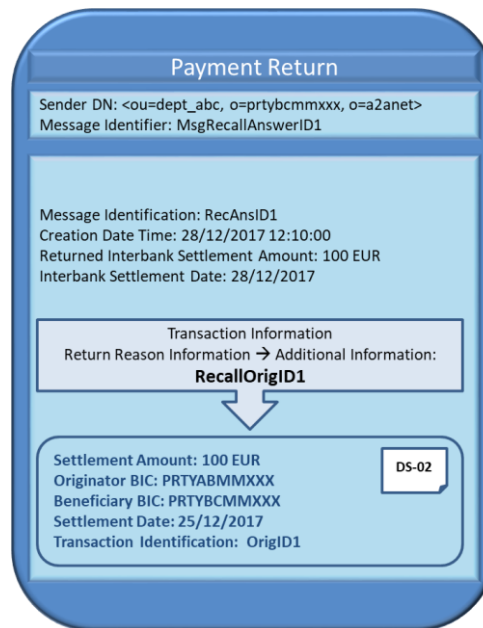 Payment Return
Sender DN: <ou=dept_abc, o=prtybcmmxxx, o=a2anet>
Message Identifier: MsgRecallAnswerID1
Message Identification: RecAnsID1
Creation Date Time: 28/12/2017 12:10:00
Returned Interbank Settlement Amount: 100 EUR
Interbank Settlement Date: 28/12/2017
Transaction Information
Return Reason Information → Additional Information:
RecallOrigID1
Settlement Amount: 100 EUR
Originator BIC: PRTYABMMXXX
Beneficiary BIC: PRTYBCMMXXX
Settlement Date: 25/12/2017
Transaction Identification: OrigID1
DS-02